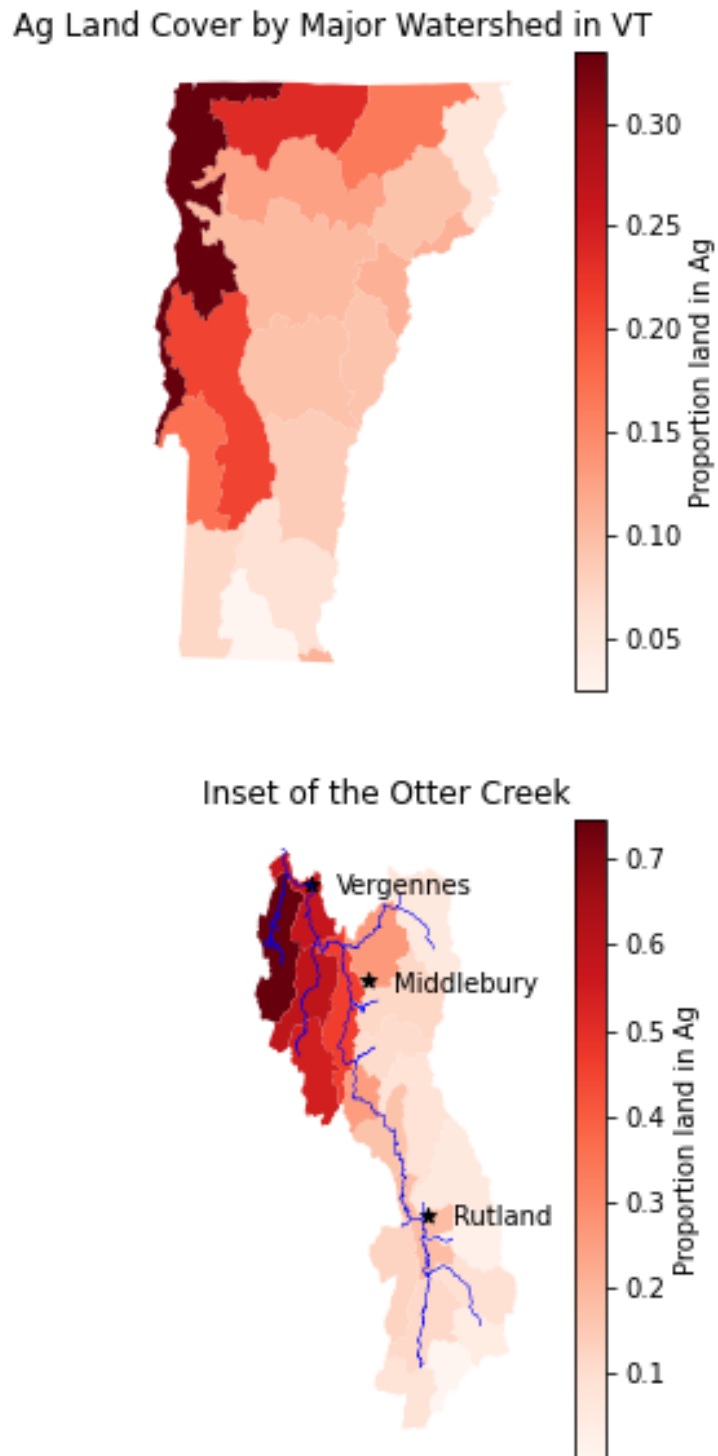 Ag Land Cover by Major Watershed in VT
0.30
0.25
0.20
0.15
0.10
0.05
Proportion land in Ag
Inset of the Otter Creek
Vergennes
Middlebury
Rutland
0.7
0.6
0.5
0.4
0.3
0.2
0.1
Proportion land in Ag